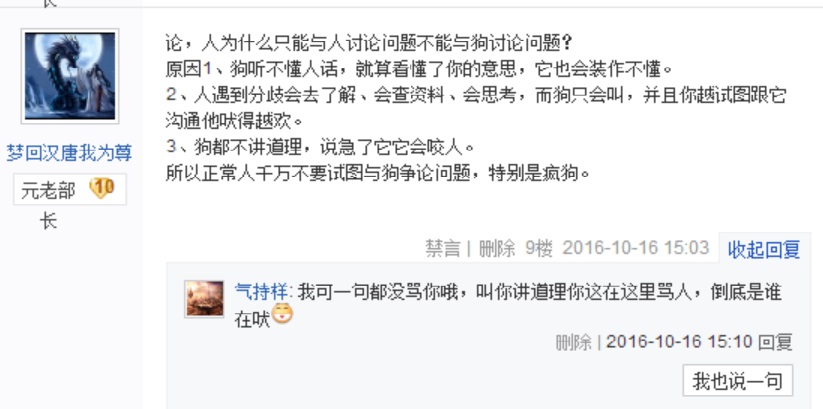 长
论，人为什么只能与人讨论问题不能与狗讨论问题？
原因1、狗听不懂人话，就算看懂了你的意思，它也会装作不懂。
2、人遇到分歧会去了解、会查资料、会思考，而狗只会叫，并且你越试图跟它
沟通他吠得越欢。
3、狗都不讲道理，说急了它它会咬人。
所以正常人千万不要试图与狗争论问题，特别是疯狗。
梦回汉唐我为尊
元老部 10
长
禁言 | 删除 9楼 2016-10-16 15:03 收起回复
气持样: 我可一句都没骂你哦，叫你讲道理你这在这里骂人，倒底是谁
在吠
删除 | 2016-10-16 15:10 回复
我也说一句